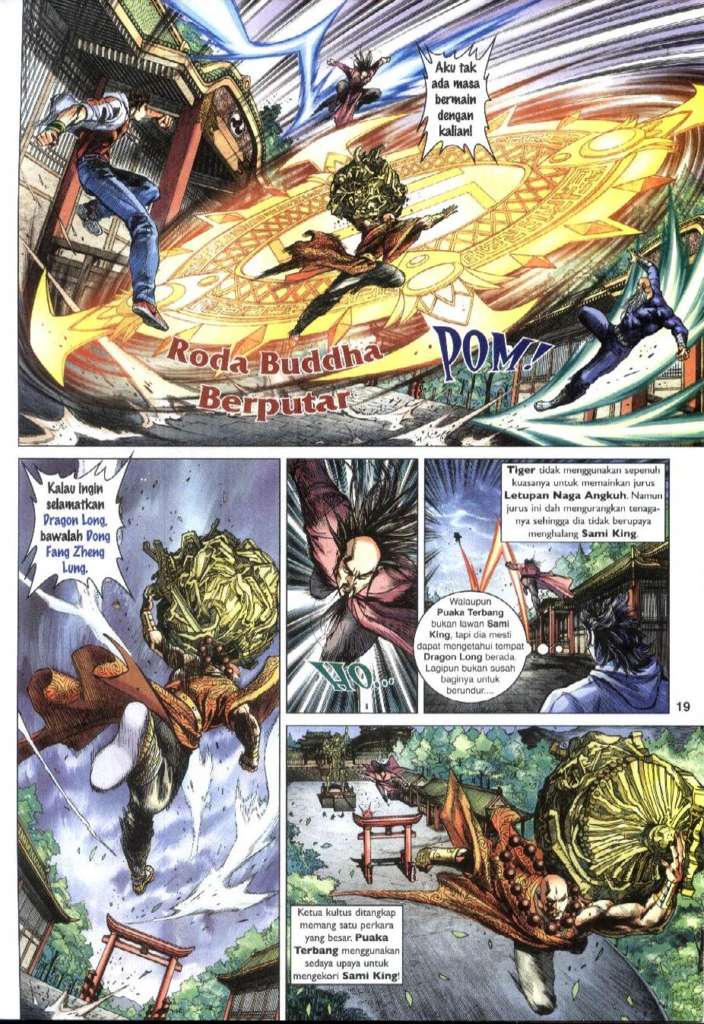 Aku tak
ada masa
bermain
dengan
kalian!
Roda Buddha
Berputar
POM!
Kalau ingin
selamatkan
Dragon Long,
bawalah Dong
Fang Zheng
Lung.
HO...
Tiger tidak menggunakan sepenuh
kuasanya untuk memainkan jurus
Letupan Naga Angkuh. Namun
jurus ini dah mengurangkan tenaga-
nya sehingga dia tidak berupaya
menghalang Sami King.
Walaupun
Puaka Terbang
bukan lawan Sami
King, tapi dia mesti
dapat mengetahui tempat
Dragon Long berada.
Lagipun bukan susah
baginya untuk
berundur....
19
Ketua kultus ditangkap
memang satu perkara
yang besar. Puaka
Terbang menggunakan
sedaya upaya untuk
mengekori Sami King!